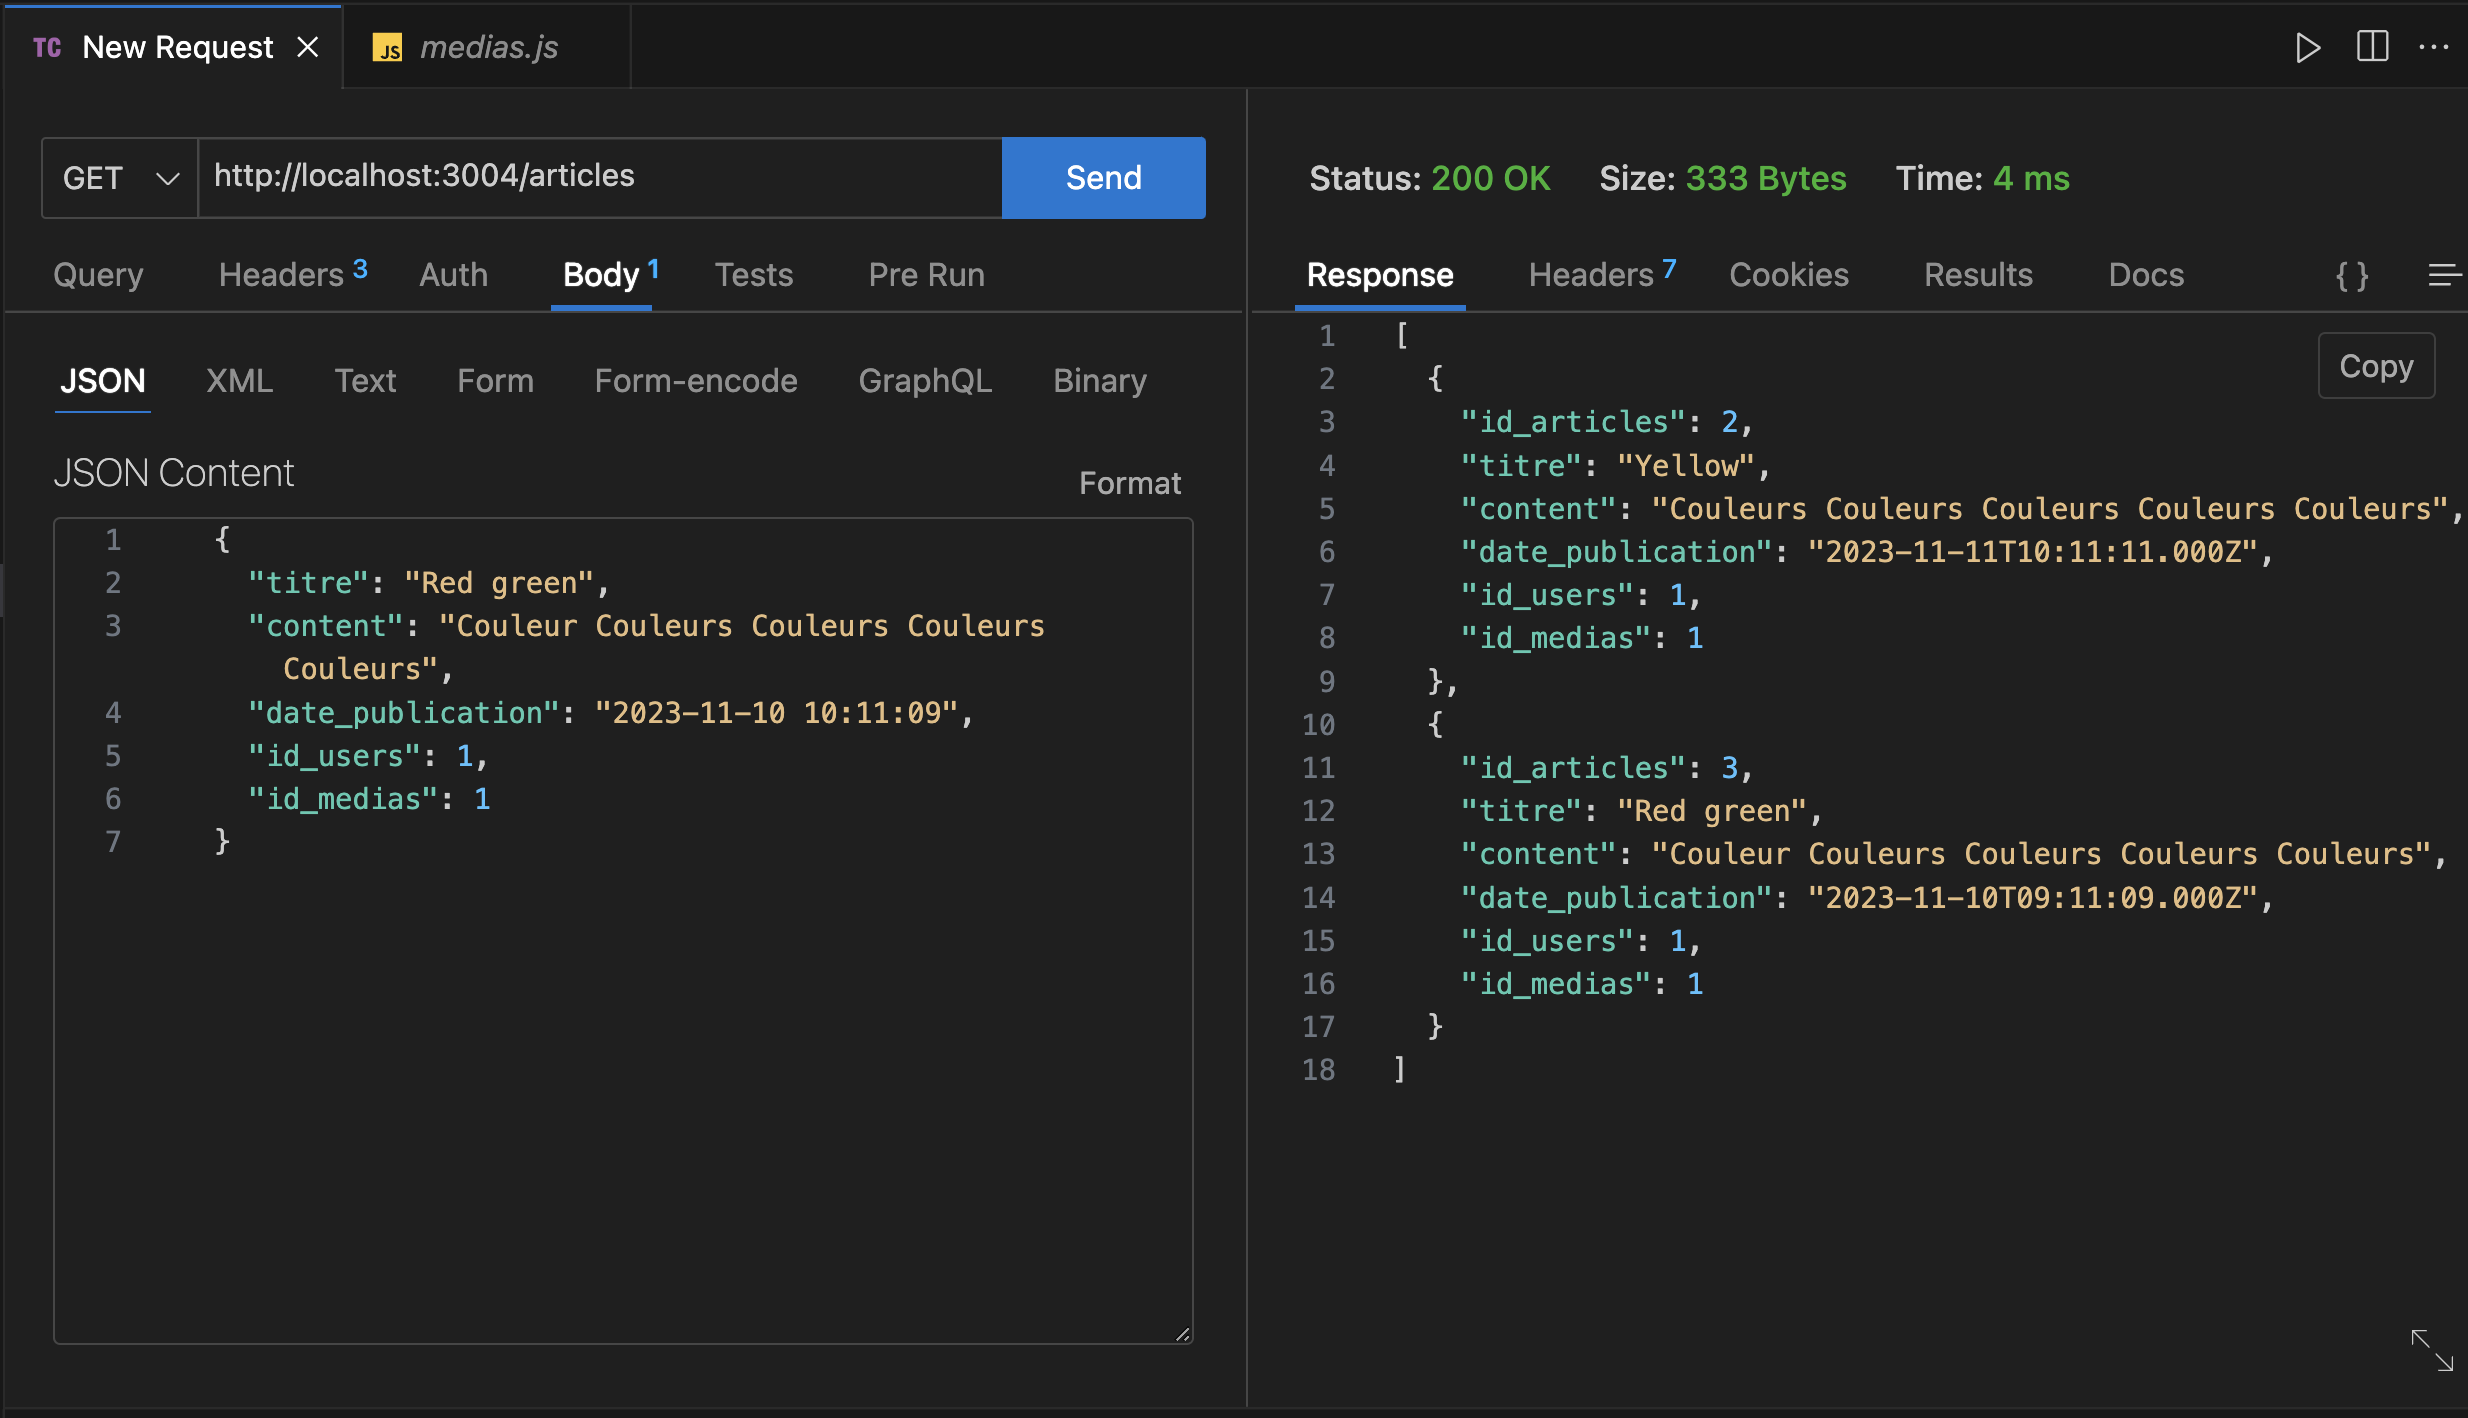 TC New Request
JS medias.js
GET http://localhost:3004/articles Send
Query Headers 3 Auth Body 1 Tests Pre Run
JSON XML Text Form Form-encode GraphQL Binary
JSON Content Format
1 {
2 "titre": "Red green",
3 "content": "Couleur Couleurs Couleurs Couleurs
Couleurs",
4 "date_publication": "2023-11-10 10:11:09",
5 "id_users": 1,
6 "id_medias": 1
7 }
Status: 200 OK Size: 333 Bytes Time: 4 ms
Response Headers 7 Cookies Results Docs {}
Copy
1 [
2 {
3 "id_articles": 2,
4 "titre": "Yellow",
5 "content": "Couleurs Couleurs Couleurs Couleurs Couleurs",
6 "date_publication": "2023-11-11T10:11:11.000Z",
7 "id_users": 1,
8 "id_medias": 1
9 },
10 {
11 "id_articles": 3,
12 "titre": "Red green",
13 "content": "Couleur Couleurs Couleurs Couleurs Couleurs",
14 "date_publication": "2023-11-10T09:11:09.000Z",
15 "id_users": 1,
16 "id_medias": 1
17 }
18 ]